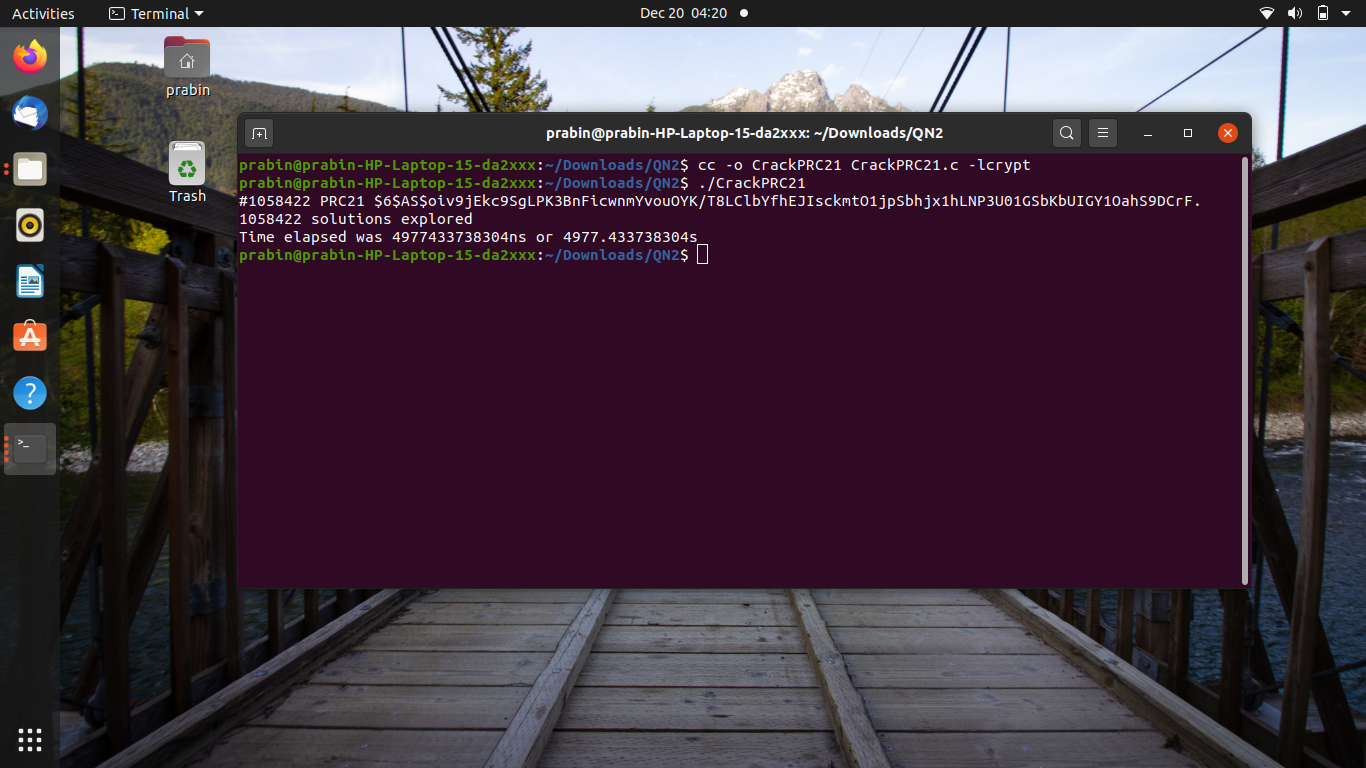 Activities
Terminal
Dec 20 04:20
prabin
Trash
prabin@prabin-HP-Laptop-15-da2xxx: ~/Downloads/QN2
prabin@prabin-HP-Laptop-15-da2xxx:~/Downloads/QN2$ cc -o CrackPRC21 CrackPRC21.c -lcrypt
prabin@prabin-HP-Laptop-15-da2xxx:~/Downloads/QN2$ ./CrackPRC21
#1058422 PRC21 $6$AS$oiv9jEkc9SgLPK3BnFicwnmYvouOYK/T8LClbYfhEJIsckmtO1jpSbhjx1hLNP3U01GSbKbUIGY1OahS9DCrF.
1058422 solutions explored
Time elapsed was 4977433738304ns or 4977.433738304s
prabin@prabin-HP-Laptop-15-da2xxx:~/Downloads/QN2$